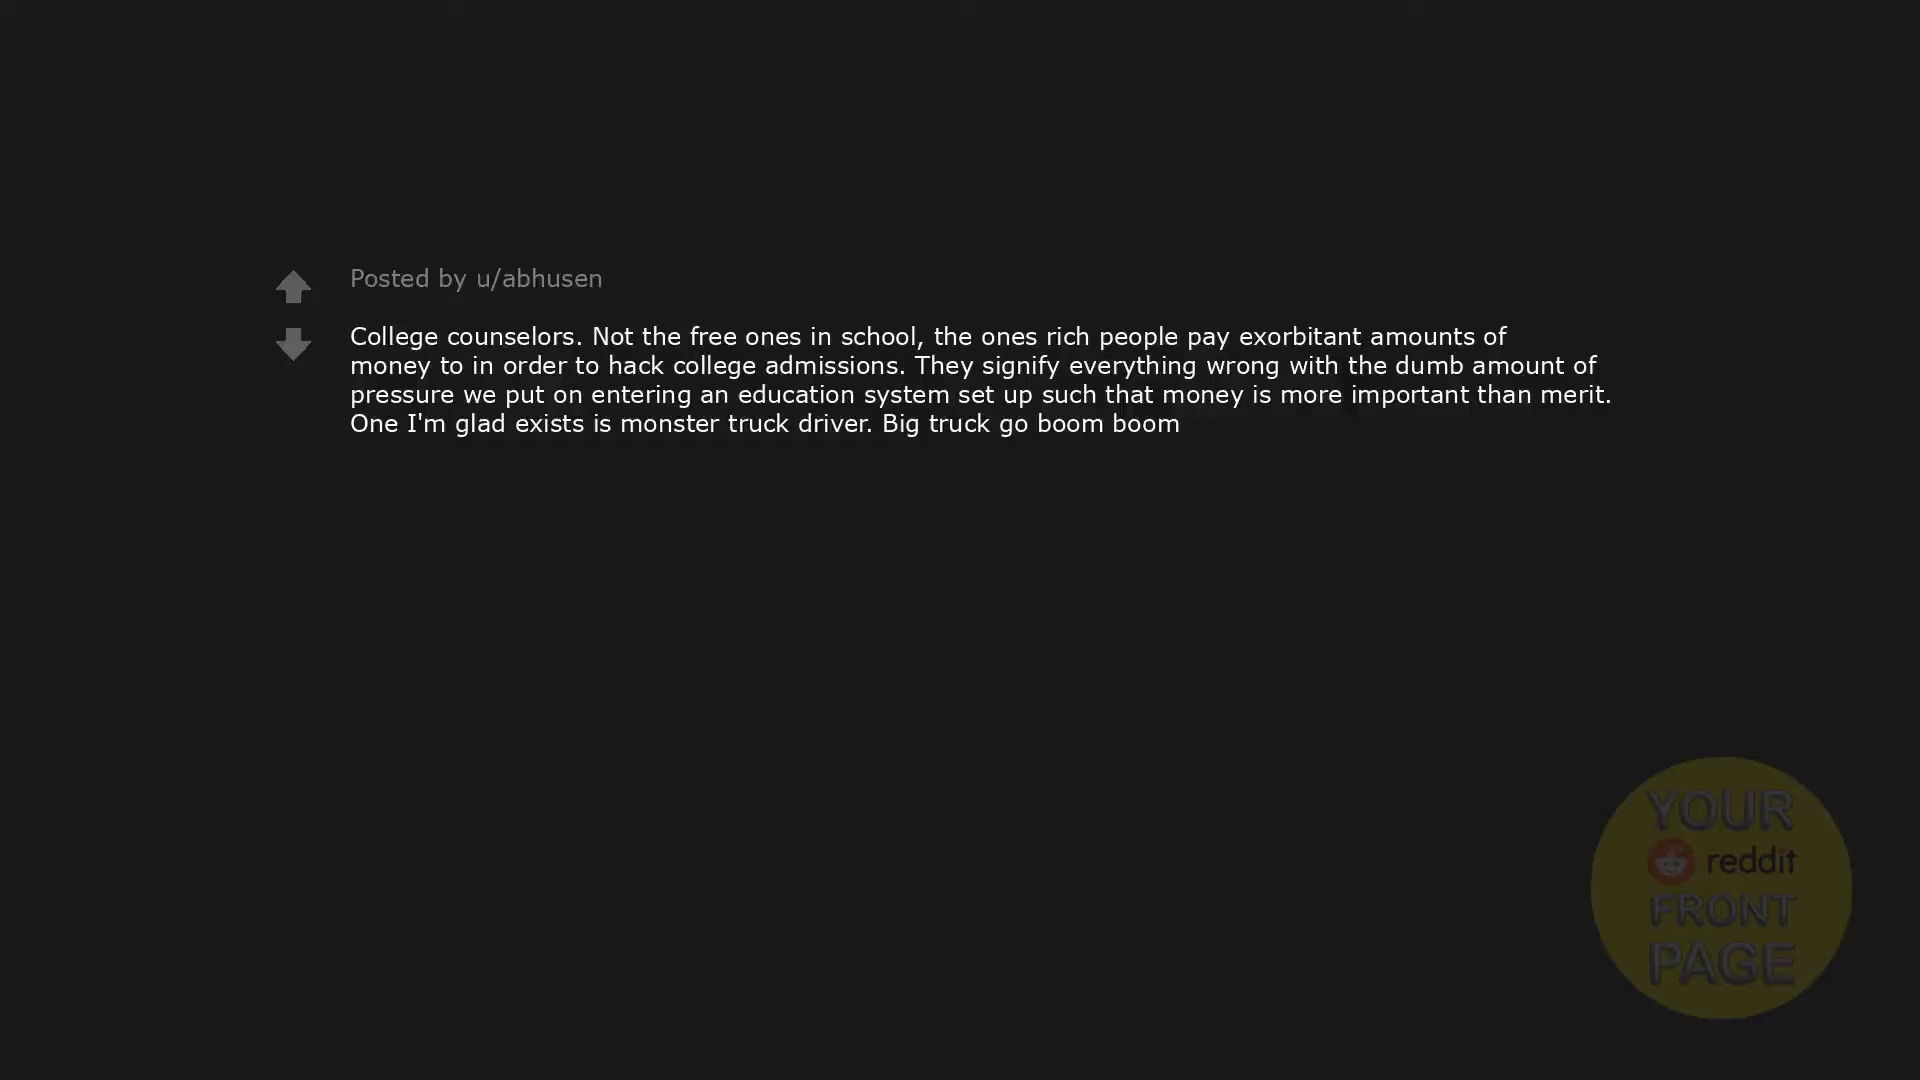 Posted by u/abhusen
College counselors. Not the free ones in school, the ones rich people pay exorbitant amounts of
money to in order to hack college admissions. They signify everything wrong with the dumb amount of
pressure we put on entering an education system set up such that money is more important than merit.
One I'm glad exists is monster truck driver. Big truck go boom boom
YOUR
reddit
FRONT
PAGE